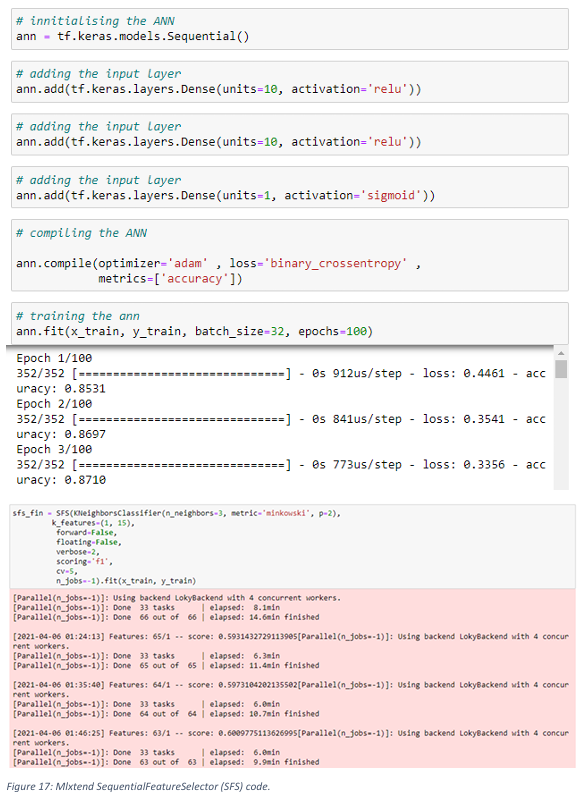 # innitialising the ANN
ann = tf.keras.models.Sequential()
# adding the input layer
ann.add(tf.keras.layers.Dense(units=10, activation='relu'))
# adding the input layer
ann.add(tf.keras.layers.Dense(units=10, activation='relu'))
# adding the input layer
ann.add(tf.keras.layers.Dense(units=1, activation='sigmoid'))
# compiling the ANN
ann.compile(optimizer='adam' , loss='binary_crossentropy' ,
metrics=['accuracy'])
# training the ann
ann.fit(x_train, y_train, batch_size=32, epochs=100)
Epoch 1/100
352/352 [==============================] - 0s 912us/step - loss: 0.4461 - acc
uracy: 0.8531
Epoch 2/100
352/352 [==============================] - 0s 841us/step - loss: 0.3541 - acc
uracy: 0.8697
Epoch 3/100
352/352 [==============================] - 0s 773us/step - loss: 0.3356 - acc
uracy: 0.8710
sfs_fin = SFS(KNeighborsClassifier(n_neighbors=3, metric='minkowski', p=2),
k_features=(1, 15),
forward=False,
floating=False,
verbose=2,
scoring='f1',
cv=5,
n_jobs=-1).fit(x_train, y_train)
[Parallel(n_jobs=-1)]: Using backend LokyBackend with 4 concurrent workers.
[Parallel(n_jobs=-1)]: Done 33 tasks | elapsed: 8.1min
[Parallel(n_jobs=-1)]: Done 66 out of 66 | elapsed: 14.6min finished
[2021-04-06 01:24:13] Features: 65/1 -- score: 0.5931432729113905[Parallel(n_jobs=-1)]: Using backend LokyBackend with 4 concur
rent workers.
[Parallel(n_jobs=-1)]: Done 33 tasks | elapsed: 6.3min
[Parallel(n_jobs=-1)]: Done 65 out of 65 | elapsed: 11.4min finished
[2021-04-06 01:35:40] Features: 64/1 -- score: 0.5973104202135502[Parallel(n_jobs=-1)]: Using backend LokyBackend with 4 concur
rent workers.
[Parallel(n_jobs=-1)]: Done 33 tasks | elapsed: 6.0min
[Parallel(n_jobs=-1)]: Done 64 out of 64 | elapsed: 10.7min finished
[2021-04-06 01:46:25] Features: 63/1 -- score: 0.6009775113626995[Parallel(n_jobs=-1)]: Using backend LokyBackend with 4 concur
rent workers.
[Parallel(n_jobs=-1)]: Done 33 tasks | elapsed: 6.0min
[Parallel(n_jobs=-1)]: Done 63 out of 63 | elapsed: 9.9min finished
Figure 17: Mlxtend SequentialFeatureSelector (SFS) code.